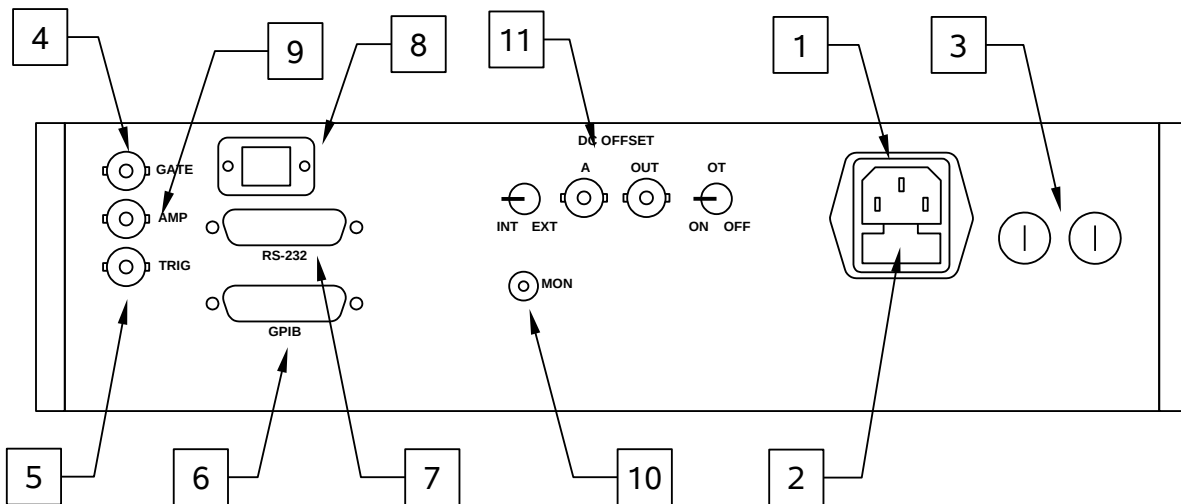 4
9
8
11
1
3
DC OFFSET
GATE
A
OUT
OT
AMP
INT EXT
ON OFF
RS-232
TRIG
MON
GPIB
5
6
7
10
2